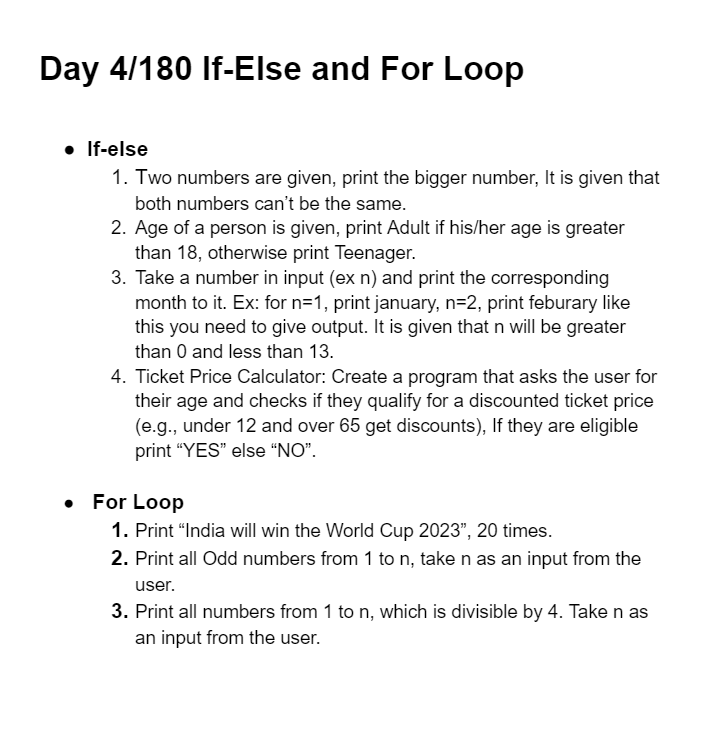 Day 4/180 If-Else and For Loop
● If-else
1. Two numbers are given, print the bigger number, It is given that
both numbers can’t be the same.
2. Age of a person is given, print Adult if his/her age is greater
than 18, otherwise print Teenager.
3. Take a number in input (ex n) and print the corresponding
month to it. Ex: for n=1, print january, n=2, print feburary like
this you need to give output. It is given that n will be greater
than 0 and less than 13.
4. Ticket Price Calculator: Create a program that asks the user for
their age and checks if they qualify for a discounted ticket price
(e.g., under 12 and over 65 get discounts), If they are eligible
print “YES” else “NO”.
● For Loop
1. Print “India will win the World Cup 2023”, 20 times.
2. Print all Odd numbers from 1 to n, take n as an input from the
user.
3. Print all numbers from 1 to n, which is divisible by 4. Take n as
an input from the user.